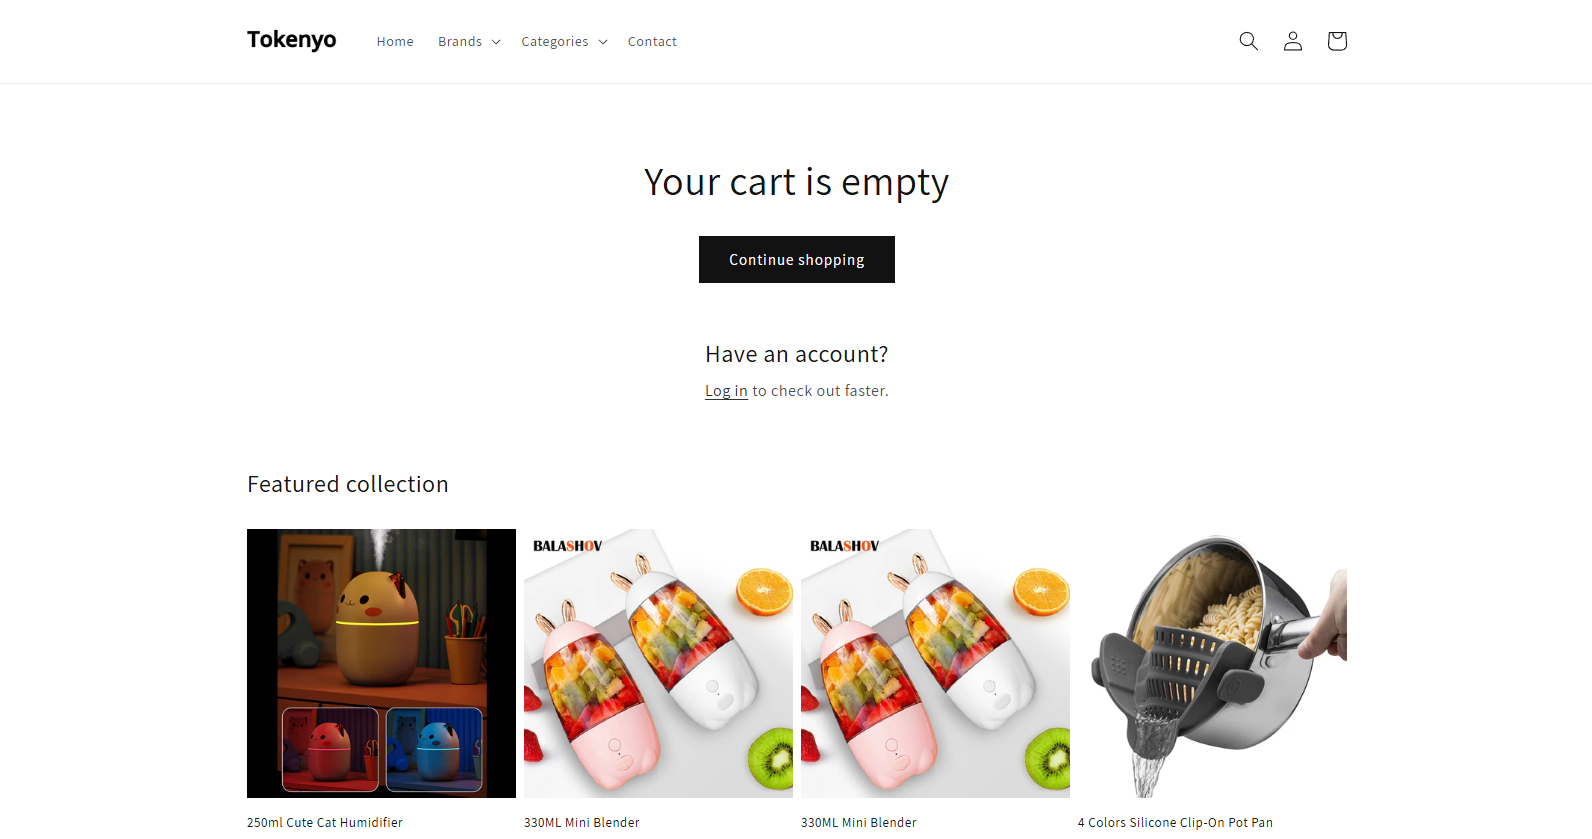 Tokenyo
Home
Brands
Categories
Contact
Your cart is empty
Continue shopping
Have an account?
Log in to check out faster.
Featured collection
BALASHOV
BALASHOV
250ml Cute Cat Humidifier
330ML Mini Blender
330ML Mini Blender
4 Colors Silicone Clip-On Pot Pan